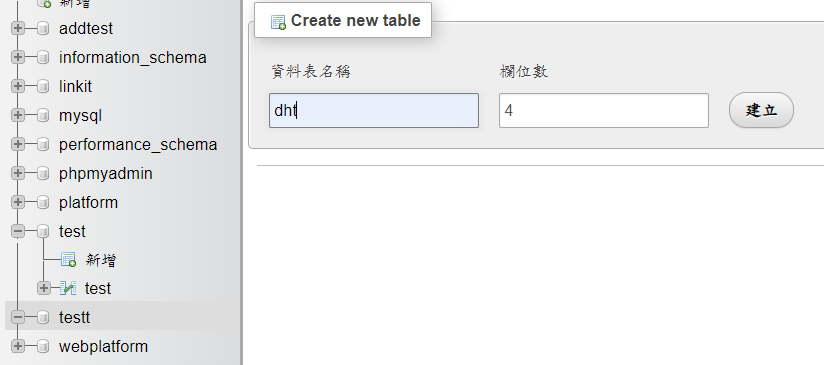 新增
addtest
information_schema
linkit
mysql
performance_schema
phpmyadmin
platform
test
新增
test
testt
webplatform
Create new table
資料表名稱
欄位數
dht
4
建立